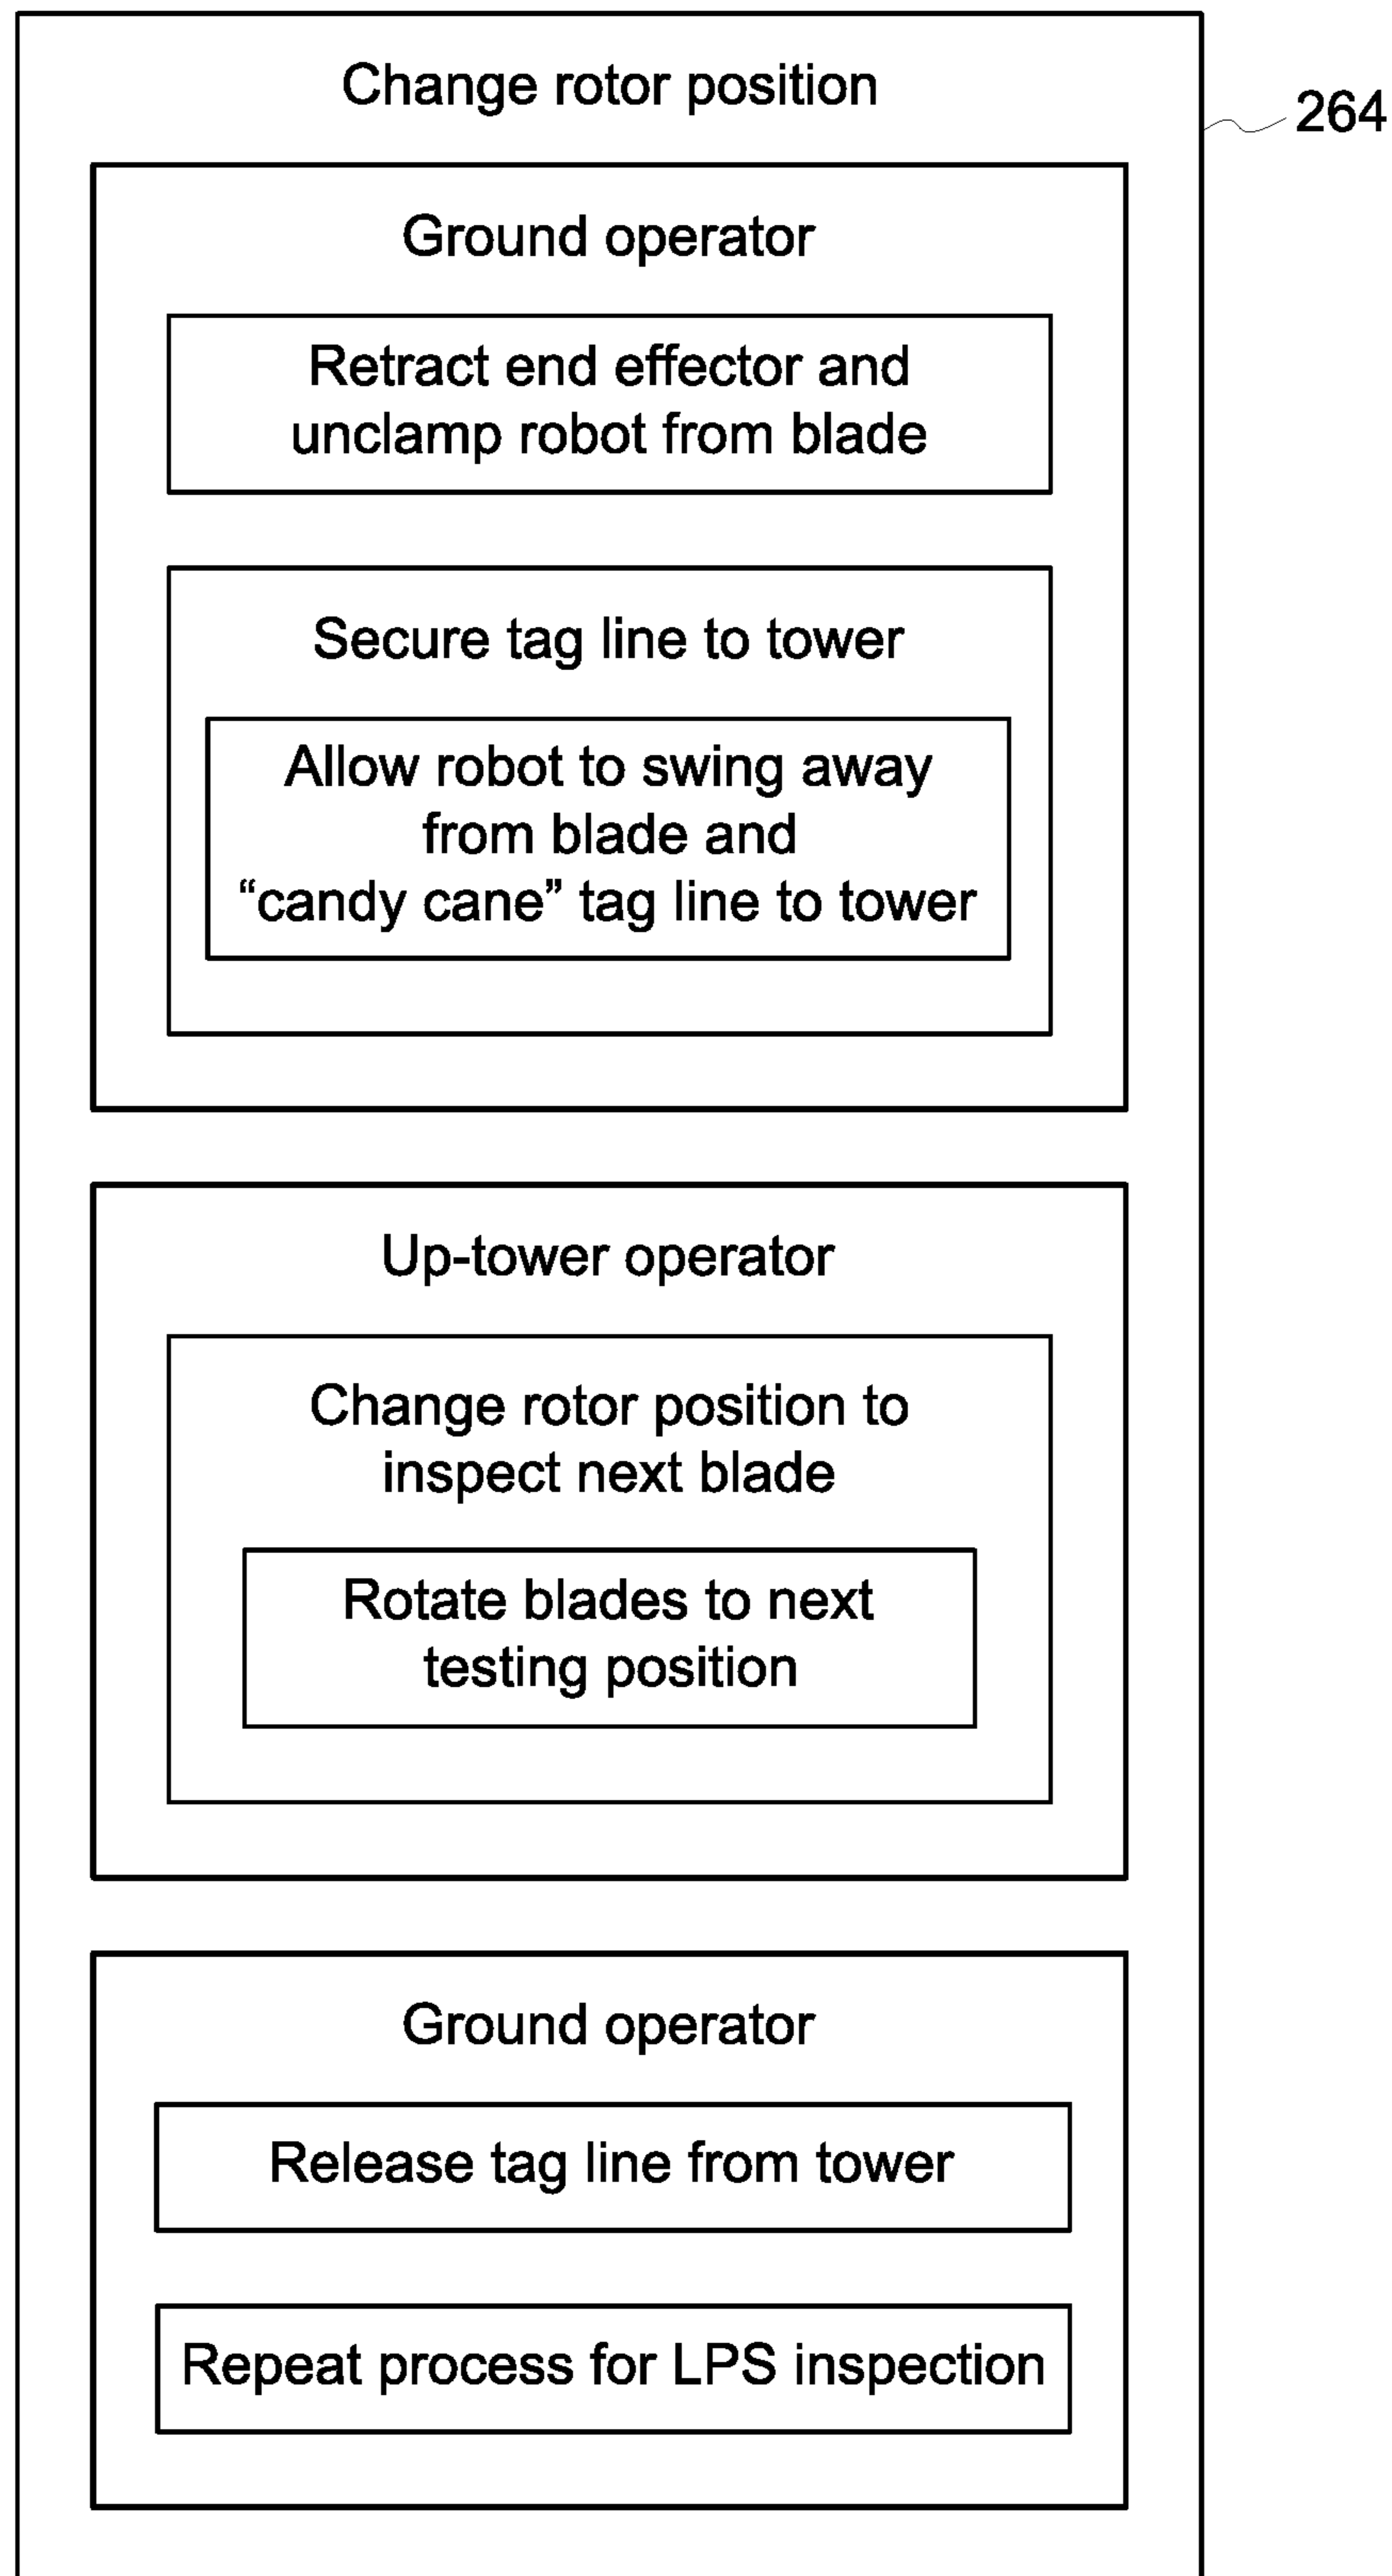 Change rotor position
264
Ground operator
Retract end effector and
unclamp robot from blade
Secure tag line to tower
Allow robot to swing away
from blade and
“candy cane” tag line to tower
Up-tower operator
Change rotor position to
inspect next blade
Rotate blades to next
testing position
Ground operator
Release tag line from tower
Repeat process for LPS inspection